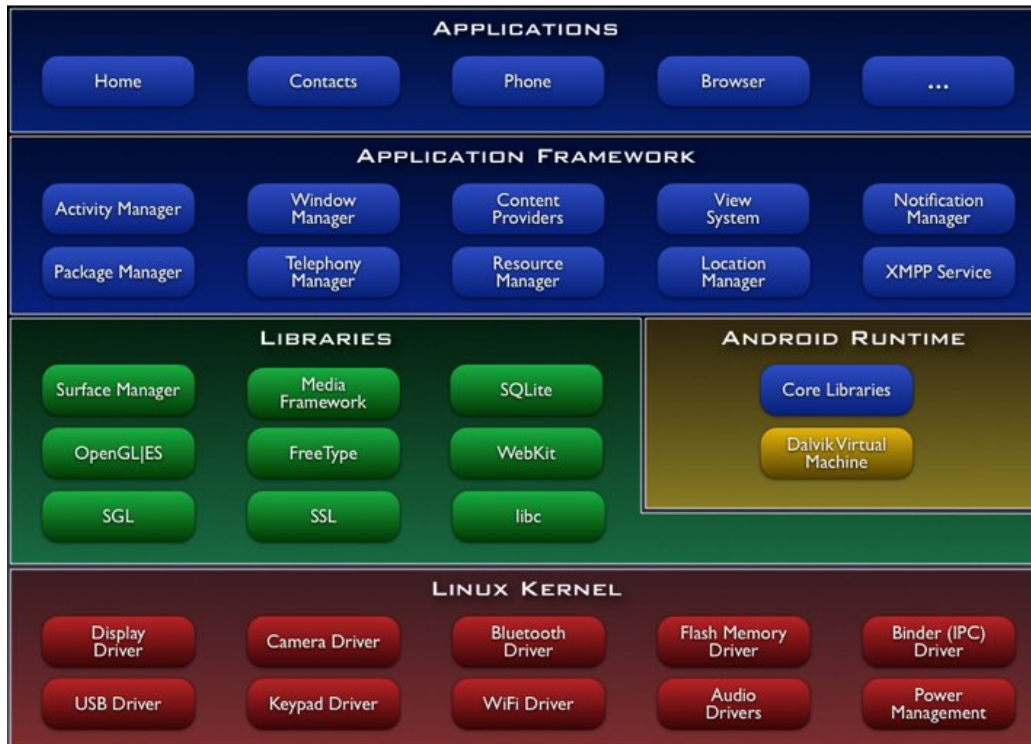 APPLICATIONS
Home
Contacts
Phone
Browser
...
APPLICATION FRAMEWORK
Activity Manager
Window
Manager
Content
Providers
View
System
Notification
Manager
Package Manager
Telephony
Manager
Resource
Manager
Location
Manager
XMPP Service
LIBRARIES
Surface Manager
Media
Framework
SQLite
OpenGL|ES
FreeType
WebKit
SGL
SSL
libc
ANDROID RUNTIME
Core Libraries
Dalvik Virtual
Machine
LINUX KERNEL
Display
Driver
Camera Driver
Bluetooth
Driver
Flash Memory
Driver
Binder (IPC)
Driver
USB Driver
Keypad Driver
WiFi Driver
Audio
Drivers
Power
Management